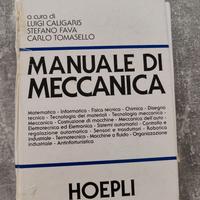 a cura di
LUIGI CALIGARIS
STEFANO FAVA
CARLO TOMASELLO
MANUALE DI
MECCANICA
Matematica - Informatica - Fisica tecnica - Chimica - Disegno
tecnico - Tecnologia dei materiali - Tecnologia meccanica -
Meccanica - Costruzione di macchine - Meccanica dell'auto -
Elettrotecnica ed Elettronica - Sistemi automatici - Controllo e
regolazione automatica - Sensori e trasduttori - Robotica
industriale - Termotecnica - Macchine a fluido - Organizzazione
industriale - Antinfortunistica
HOEPLI